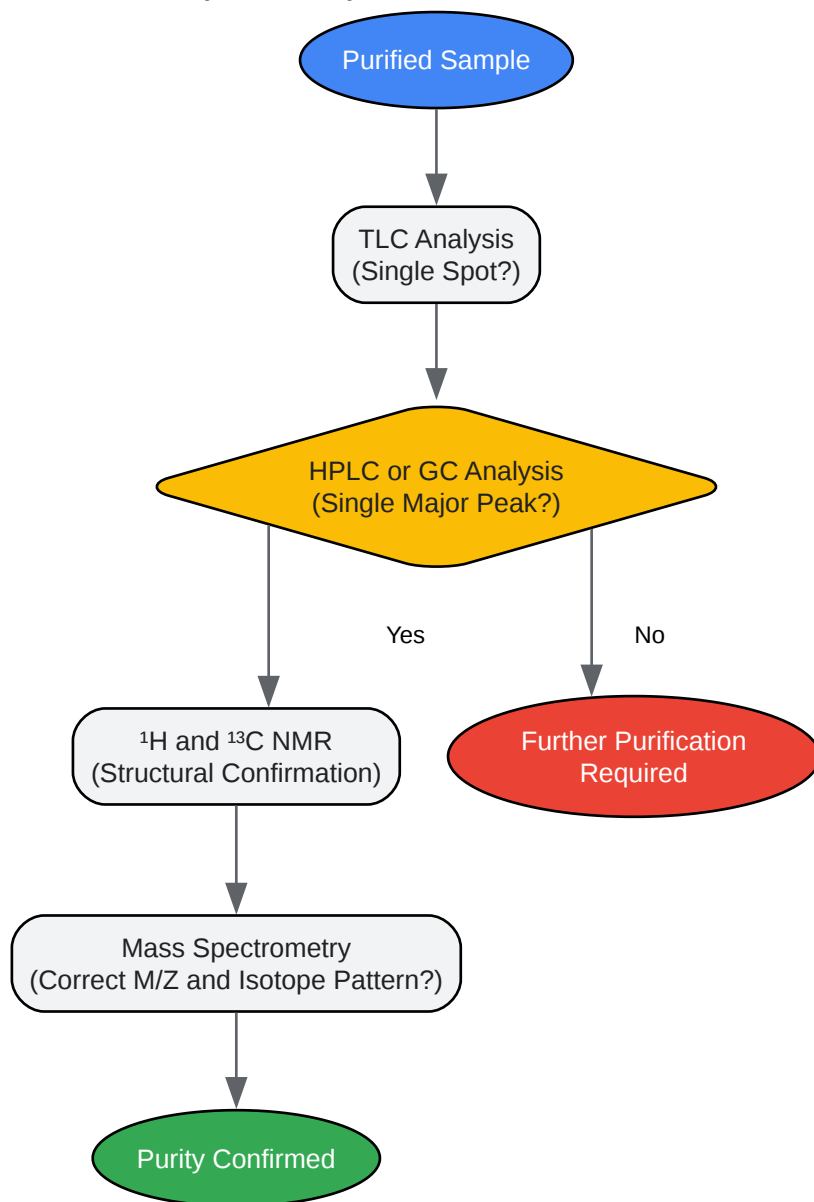 Purified Sample
TLC Analysis
(Single Spot?)
HPLC or GC Analysis
(Single Major Peak?)
Yes
No
¹H and ¹³C NMR
(Structural Confirmation)
Further Purification
Required
Mass Spectrometry
(Correct M/Z and Isotope Pattern?)
Purity Confirmed